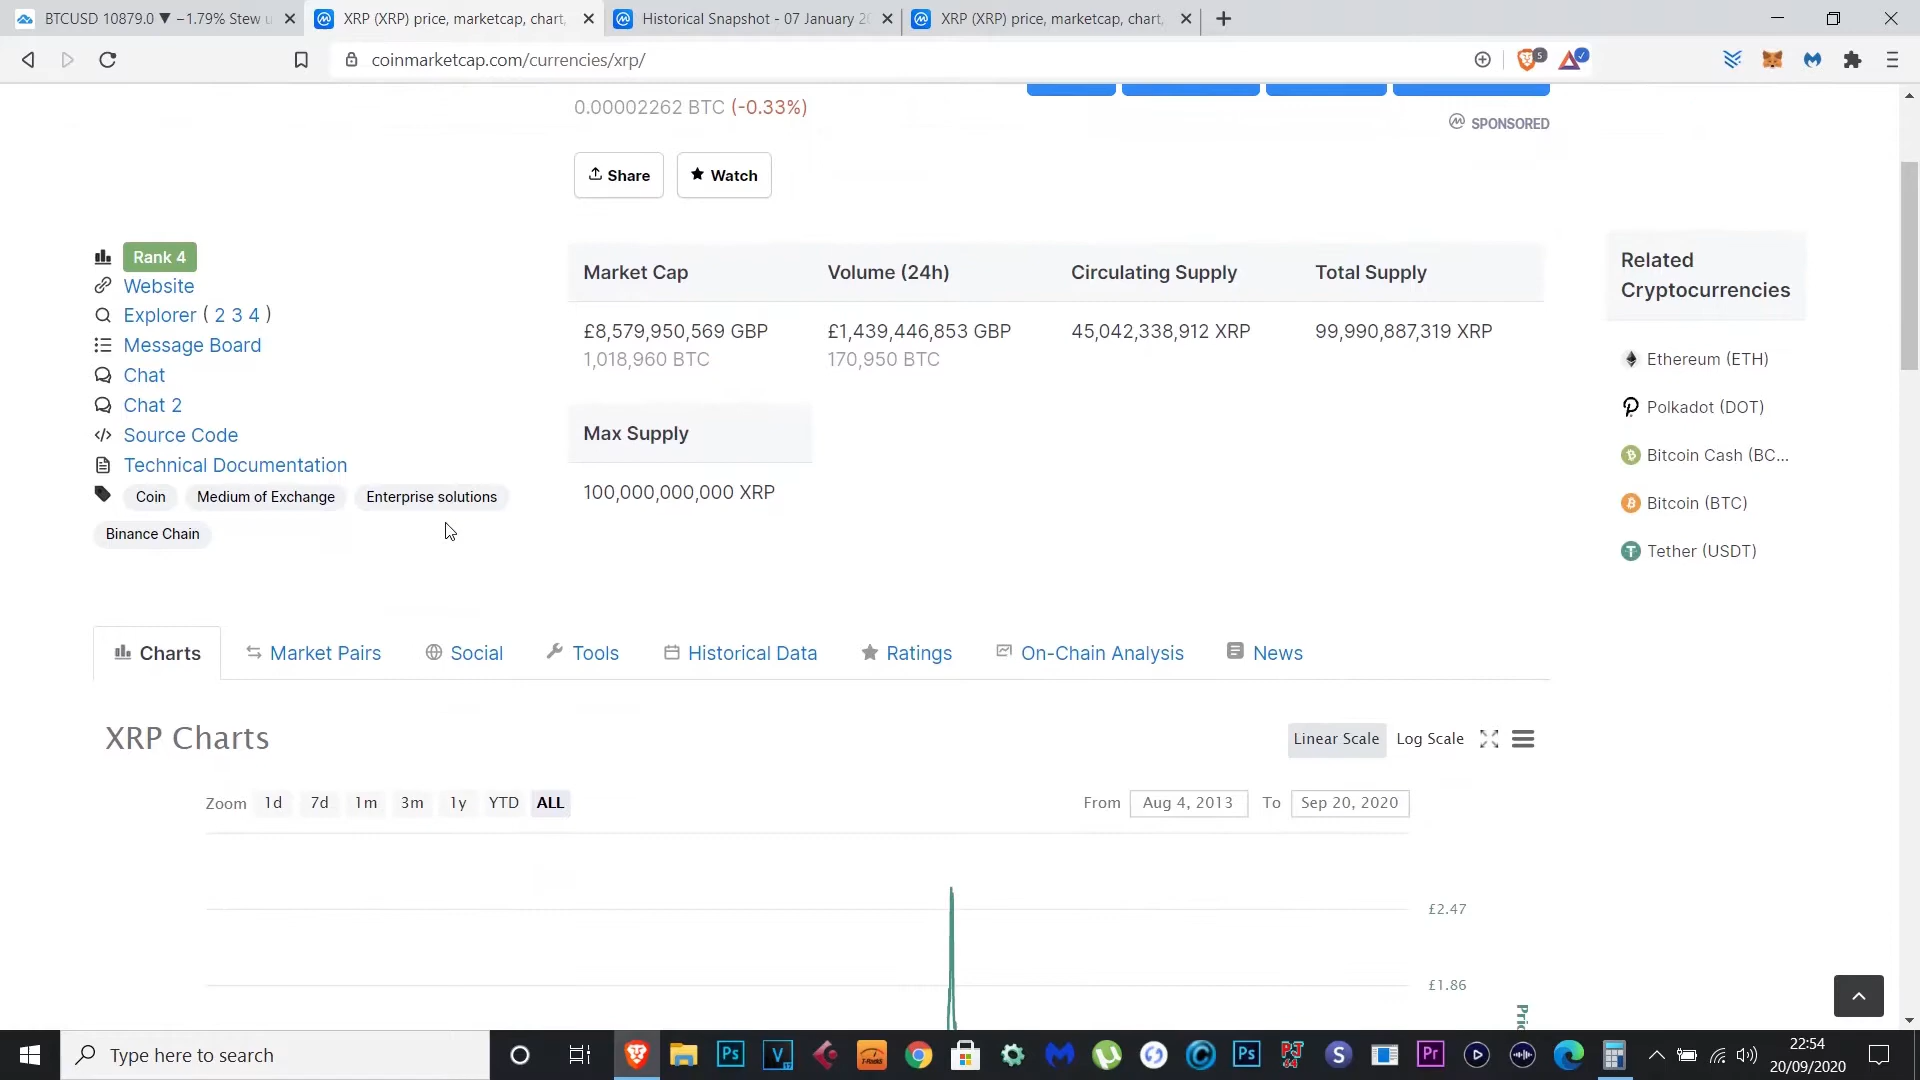 BTCUSD 10879.0 ▼ −1.79% Stew u
XRP (XRP) price, marketcap, chart,
Historical Snapshot - 07 January 2
XRP (XRP) price, marketcap, chart,
coinmarketcap.com/currencies/xrp/
5
0.00002262 BTC (-0.33%)
SPONSORED
Share
Watch
Rank 4
Website
Explorer ( 2 3 4 )
Message Board
Chat
Chat 2
Source Code
Technical Documentation
Coin Medium of Exchange Enterprise solutions
Binance Chain
Market Cap Volume (24h) Circulating Supply Total Supply
£8,579,950,569 GBP £1,439,446,853 GBP 45,042,338,912 XRP 99,990,887,319 XRP
1,018,960 BTC 170,950 BTC
Max Supply
100,000,000,000 XRP
Related
Cryptocurrencies
Ethereum (ETH)
Polkadot (DOT)
Bitcoin Cash (BC...
Bitcoin (BTC)
Tether (USDT)
Charts Market Pairs Social Tools Historical Data Ratings On-Chain Analysis News
XRP Charts
Linear Scale Log Scale
Zoom 1d 7d 1m 3m 1y YTD ALL
From Aug 4, 2013 To Sep 20, 2020
£2.47
£1.86
Pric
Type here to search
22:54
20/09/2020